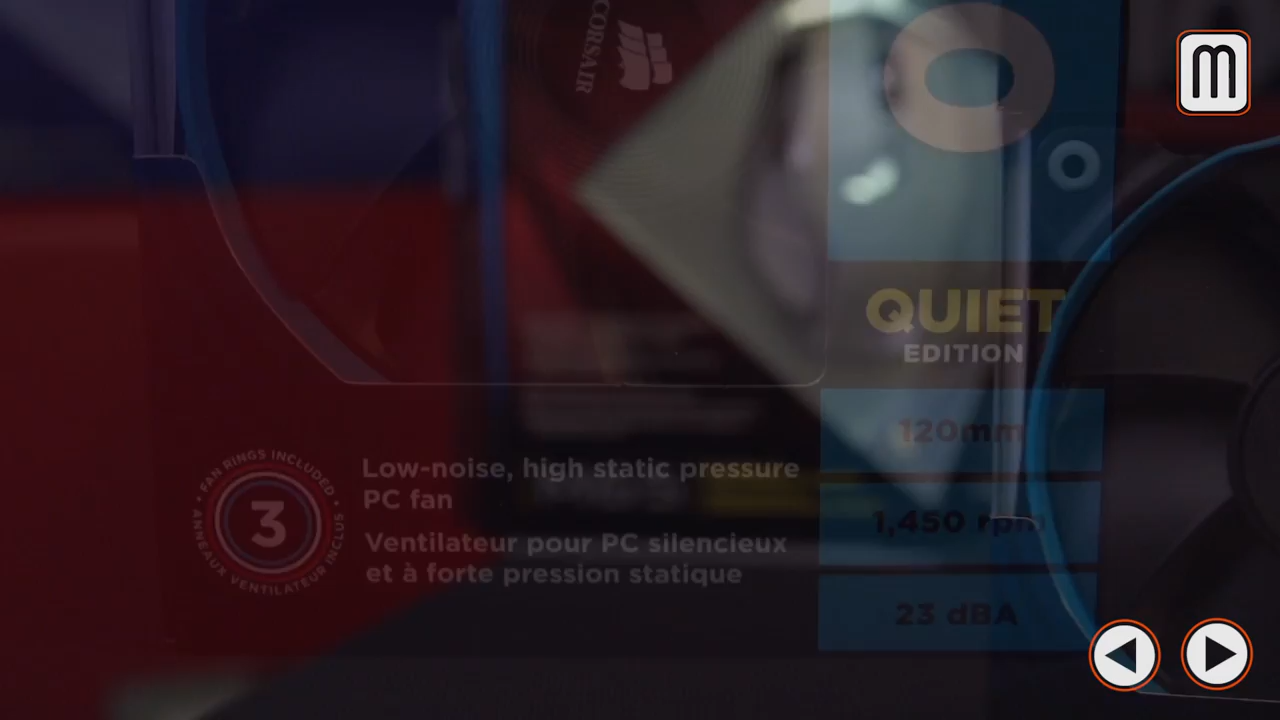 CORSAIR
m
QUIET
EDITION
120mm
1,450 rpm
23 dBA
• FAN RINGS INCLUDED •
ANNEAUX VENTILATEUR INCLUS
3
Low-noise, high static pressure
PC fan
Ventilateur pour PC silencieux
et à forte pression statique